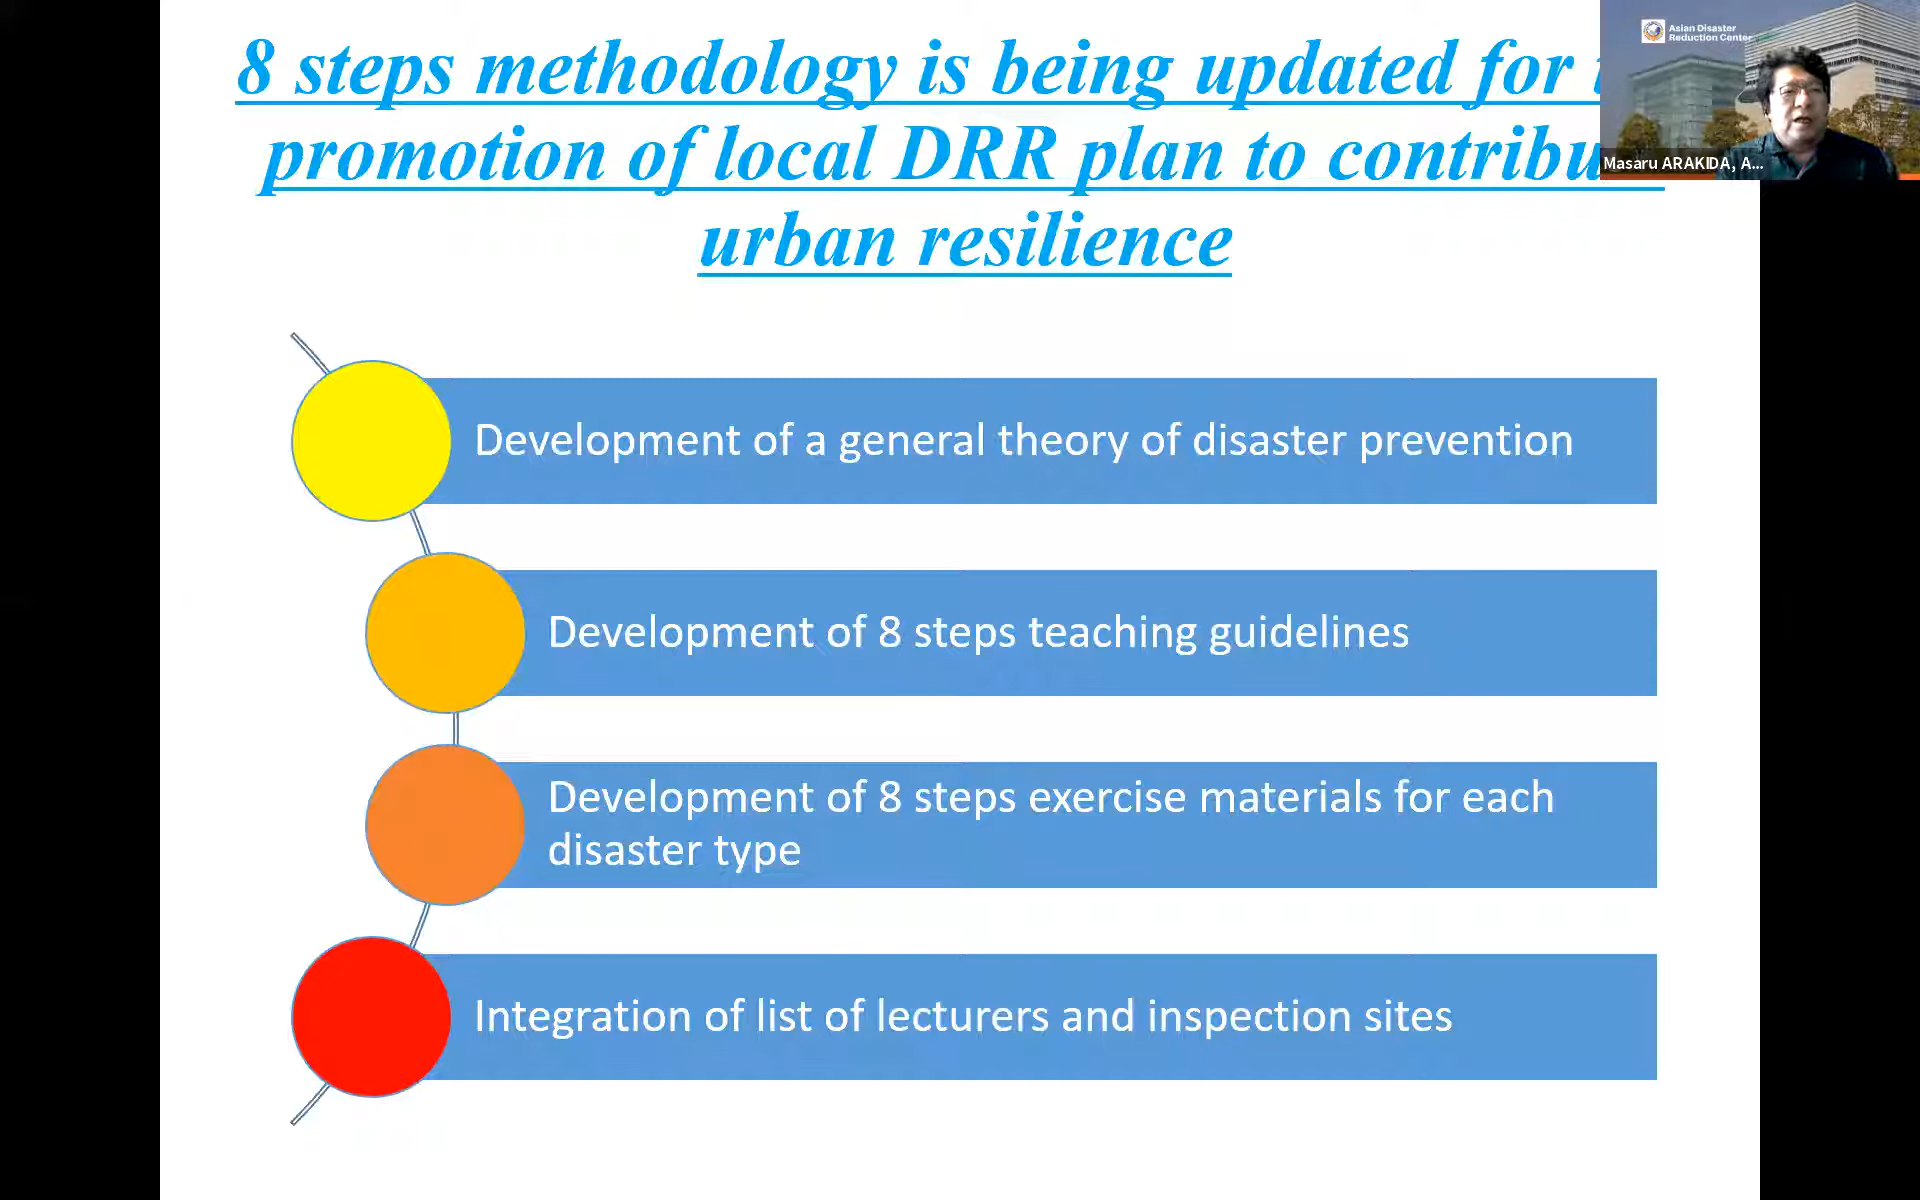 8 steps methodology is being updated for
promotion of local DRR plan to contribu
urban resilience
Asian Disaster
Reduction Center
Masaru ARAKIDA, A...
Development of a general theory of disaster prevention
Development of 8 steps teaching guidelines
Development of 8 steps exercise materials for each
disaster type
Integration of list of lecturers and inspection sites